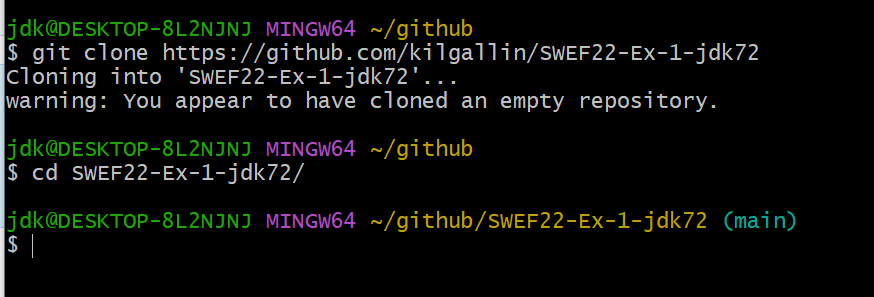 jdk@DESKTOP-8L2NJNJ MINGW64 ~/github
$ git clone https://github.com/kilgallin/SWEF22-Ex-1-jdk72
Cloning into 'SWEF22-Ex-1-jdk72'...
warning: You appear to have cloned an empty repository.
jdk@DESKTOP-8L2NJNJ MINGW64 ~/github
$ cd SWEF22-Ex-1-jdk72/
jdk@DESKTOP-8L2NJNJ MINGW64 ~/github/SWEF22-Ex-1-jdk72 (main)
$